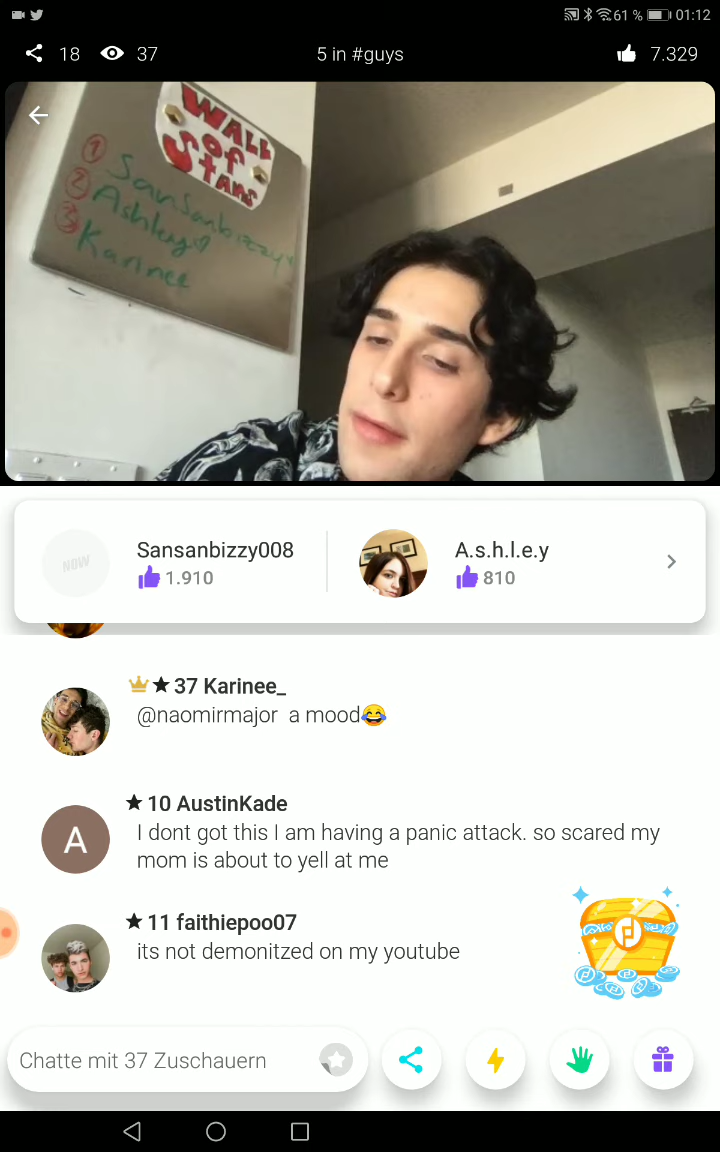 61 % 01:12
18 37 5 in #guys 7.329
WALL
OF
STARS
1 Sansanbizzy
2 Ashley
3 Karinee
NOW
Sansanbizzy008
1.910
A.s.h.l.e.y
810
37 Karinee_
@naomirmajor a mood😂
10 AustinKade
A
I dont got this I am having a panic attack. so scared my
mom is about to yell at me
11 faithiepoo07
its not demonitzed on my youtube
Chatte mit 37 Zuschauern